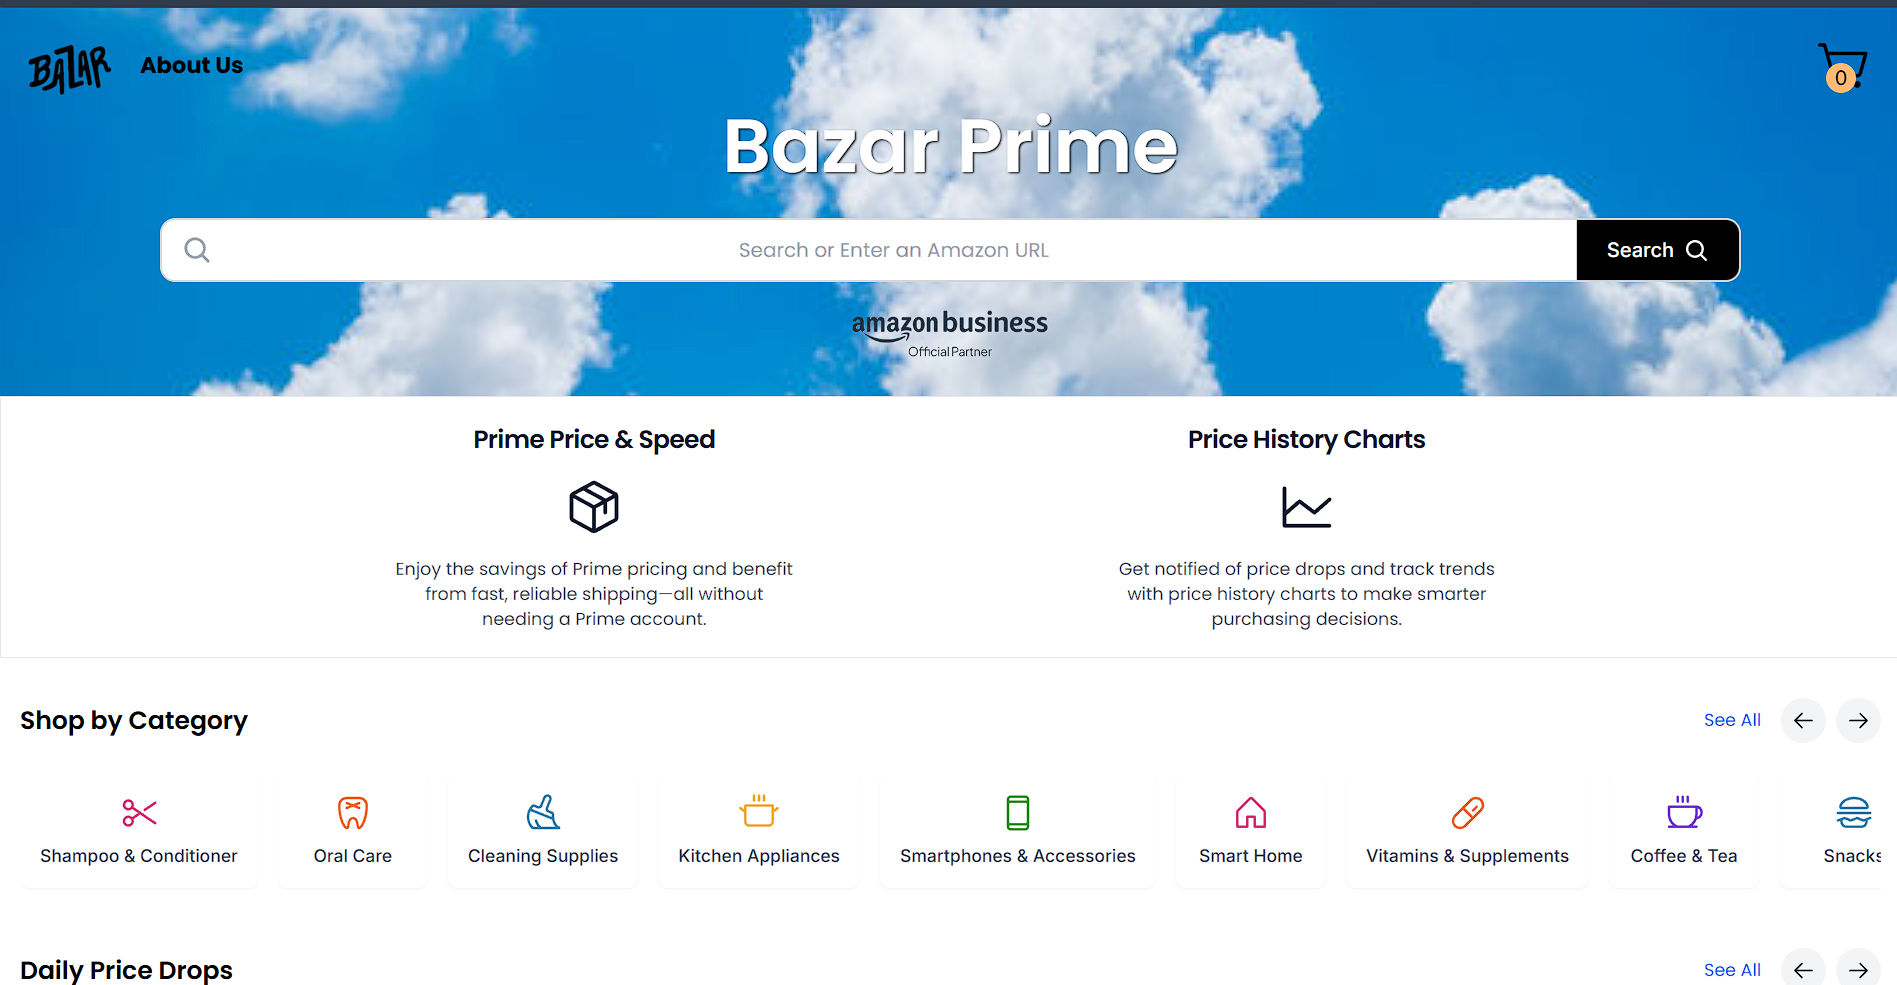 BAZAR
About Us
0
Bazar Prime
Search or Enter an Amazon URL
Search
amazon business
Official Partner
Prime Price & Speed
Enjoy the savings of Prime pricing and benefit
from fast, reliable shipping—all without
needing a Prime account.
Price History Charts
Get notified of price drops and track trends
with price history charts to make smarter
purchasing decisions.
Shop by Category
See All
Shampoo & Conditioner
Oral Care
Cleaning Supplies
Kitchen Appliances
Smartphones & Accessories
Smart Home
Vitamins & Supplements
Coffee & Tea
Snacks
Daily Price Drops
See All